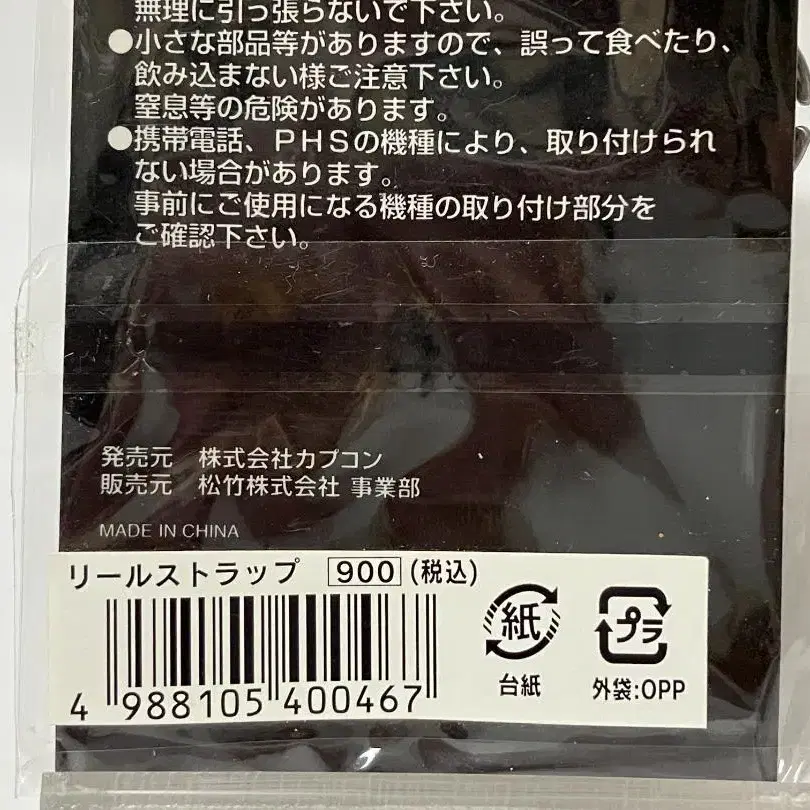 無理に引っ張らないで下さい。
●小さな部品等がありますので、誤って食べたり、
飲み込まない様ご注意下さい。
窒息等の危険があります。
●携帯電話、PHSの機種により、取り付けられ
ない場合があります。
事前にご使用になる機種の取り付け部分を
ご確認下さい。
発売元 株式会社カプコン
販売元 松竹株式会社 事業部
MADE IN CHINA
リールストラップ 900 (税込)
4 988105 400467
紙
台紙
プラ
外袋:OPP